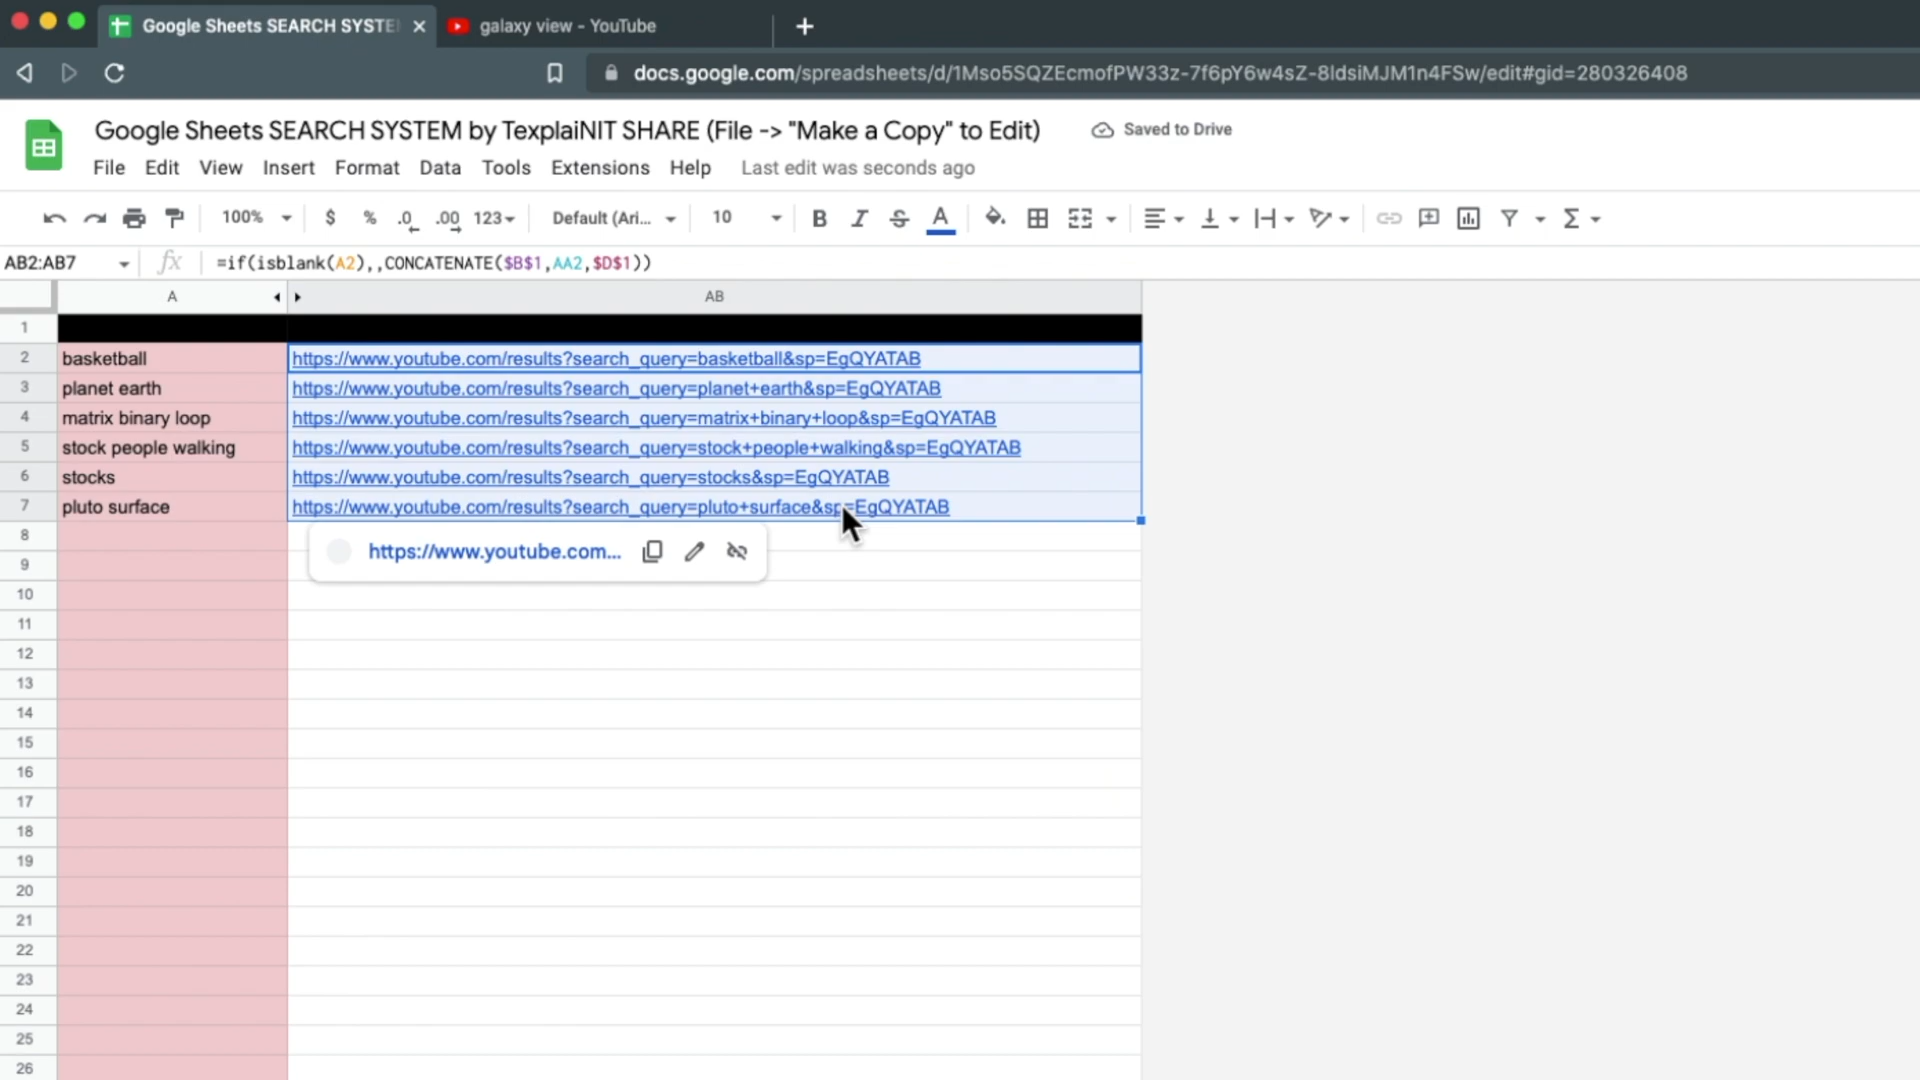 Google Sheets SEARCH SYSTE
galaxy view - YouTube
docs.google.com/spreadsheets/d/1Mso5SQZEcmofPW33z-7f6pY6w4sZ-8ldsiMJM1n4FSw/edit#gid=280326408
Google Sheets SEARCH SYSTEM by TexplaiNIT SHARE (File -> "Make a Copy" to Edit) Saved to Drive
File Edit View Insert Format Data Tools Extensions Help Last edit was seconds ago
100% $ % .0 .00 123 Default (Ari... 10 B I S A Σ
AB2:AB7 fx =if(isblank(A2),,CONCATENATE($B$1,AA2,$D$1))
A AB
1
2 basketball https://www.youtube.com/results?search_query=basketball&sp=EgQYATAB
3 planet earth https://www.youtube.com/results?search_query=planet+earth&sp=EgQYATAB
4 matrix binary loop https://www.youtube.com/results?search_query=matrix+binary+loop&sp=EgQYATAB
5 stock people walking https://www.youtube.com/results?search_query=stock+people+walking&sp=EgQYATAB
6 stocks https://www.youtube.com/results?search_query=stocks&sp=EgQYATAB
7 pluto surface https://www.youtube.com/results?search_query=pluto+surface&sp=EgQYATAB
8
https://www.youtube.com...
9
10
11
12
13
14
15
16
17
18
19
20
21
22
23
24
25
26